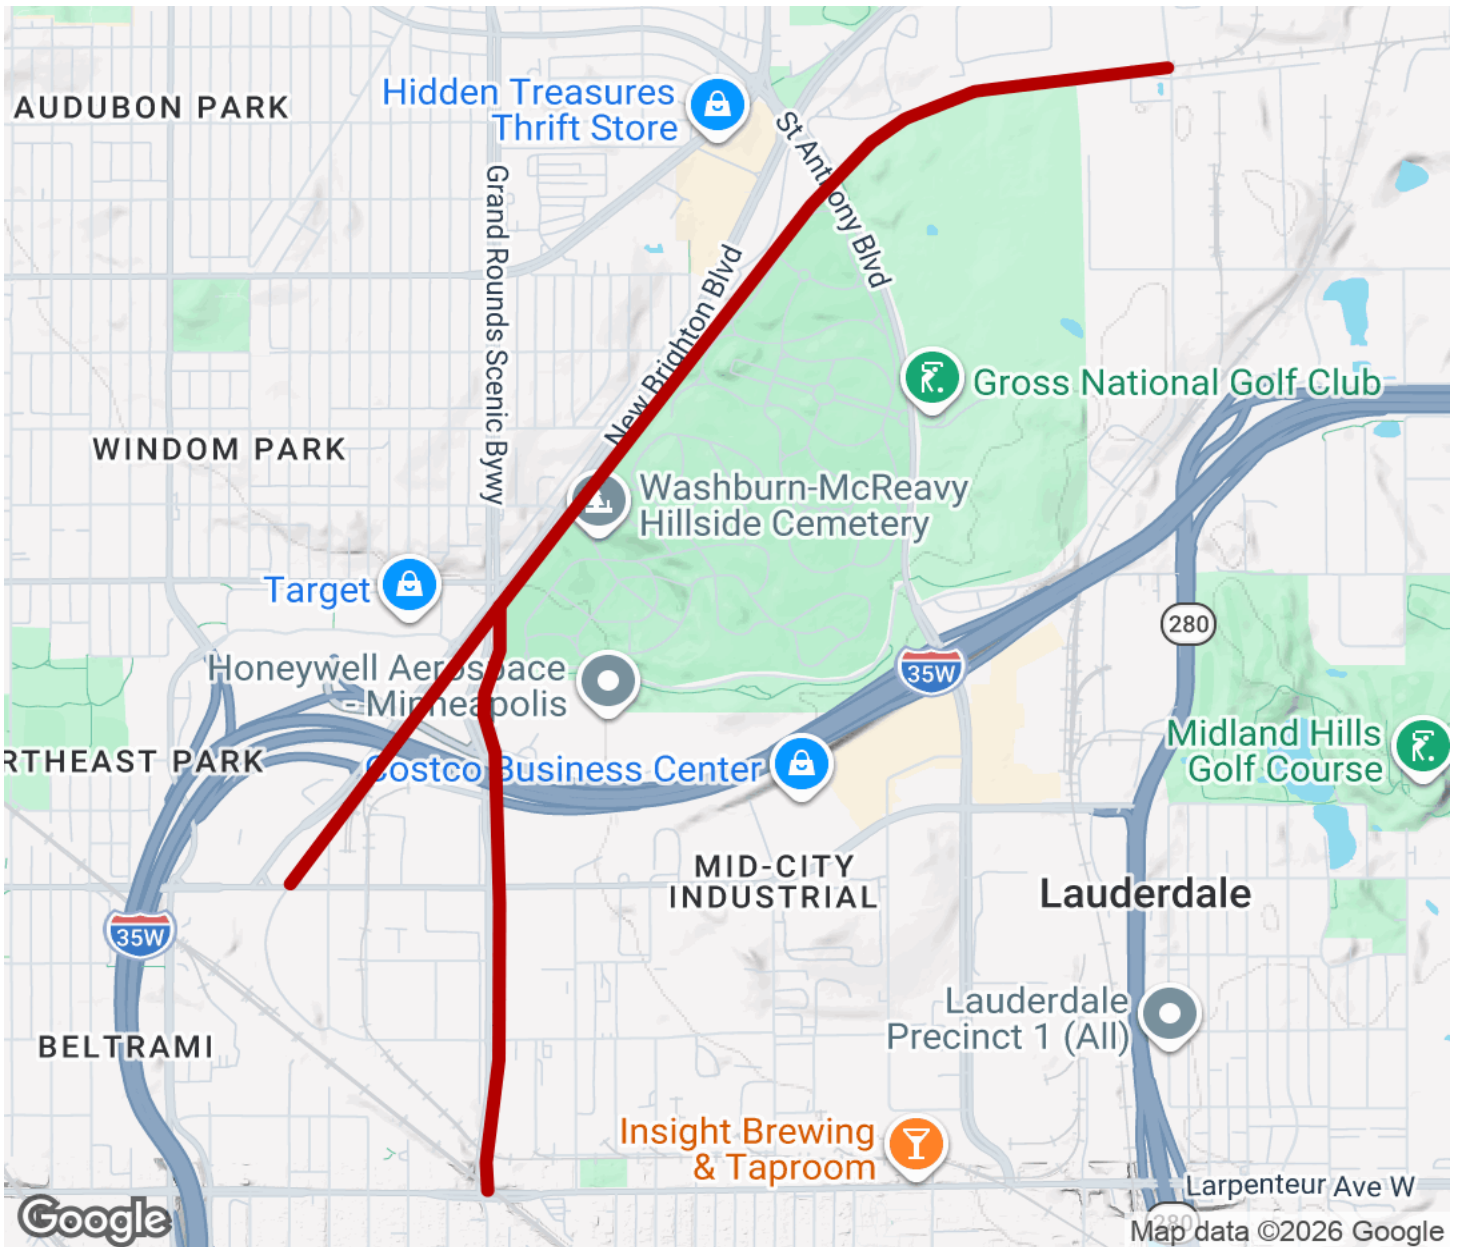 AUDUBON PARK
Hidden Treasures
Thrift Store
St Anthony Blvd
Grand Rounds Scenic Bywy
New Brighton Blvd
Gross National Golf Club
WINDOM PARK
Washburn-McReavy
Hillside Cemetery
Target
280
Honeywell Aerospace
- Minneapolis
35W
Midland Hills
Golf Course
RTHEAST PARK
Costco Business Center
MID-CITY
INDUSTRIAL
Lauderdale
35W
Lauderdale
Precinct 1 (All)
BELTRAMI
Insight Brewing
& Taproom
Larpenteur Ave W
Google
280
Map data ©2026 Google